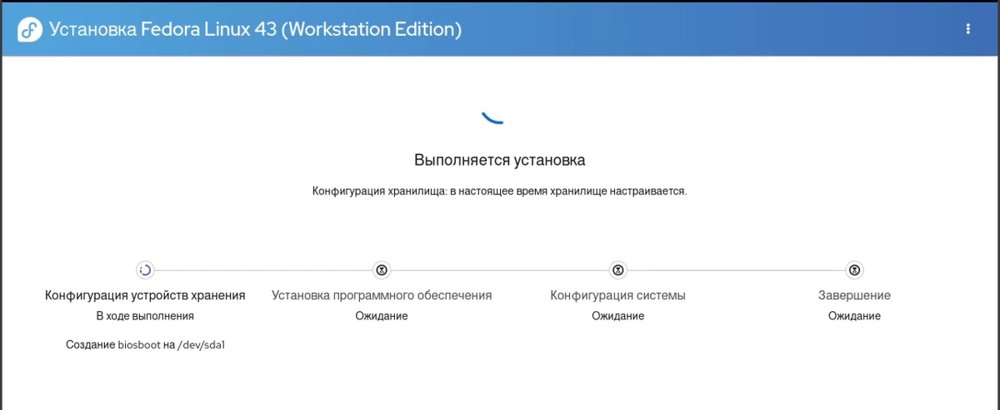 Установка Fedora Linux 43 (Workstation Edition)
Выполняется установка
Конфигурация хранилища: в настоящее время хранилище настраивается.
Конфигурация устройств хранения
В ходе выполнения
Создание biosboot на /dev/sda1
Установка программного обеспечения
Ожидание
Конфигурация системы
Ожидание
Завершение
Ожидание